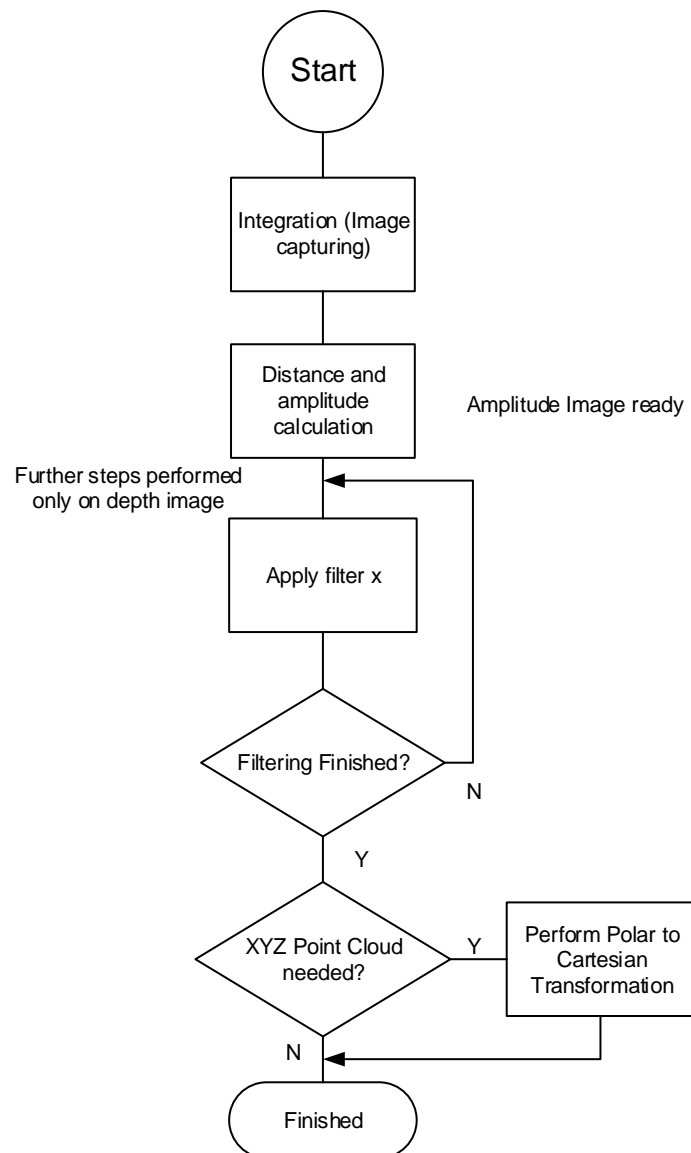 Start
Integration (Image
capturing)
Distance and
amplitude
calculation
Amplitude Image ready
Further steps performed
only on depth image
Apply filter x
Filtering Finished?
N
Y
XYZ Point Cloud
needed?
Y
Perform Polar to
Cartesian
Transformation
N
Finished